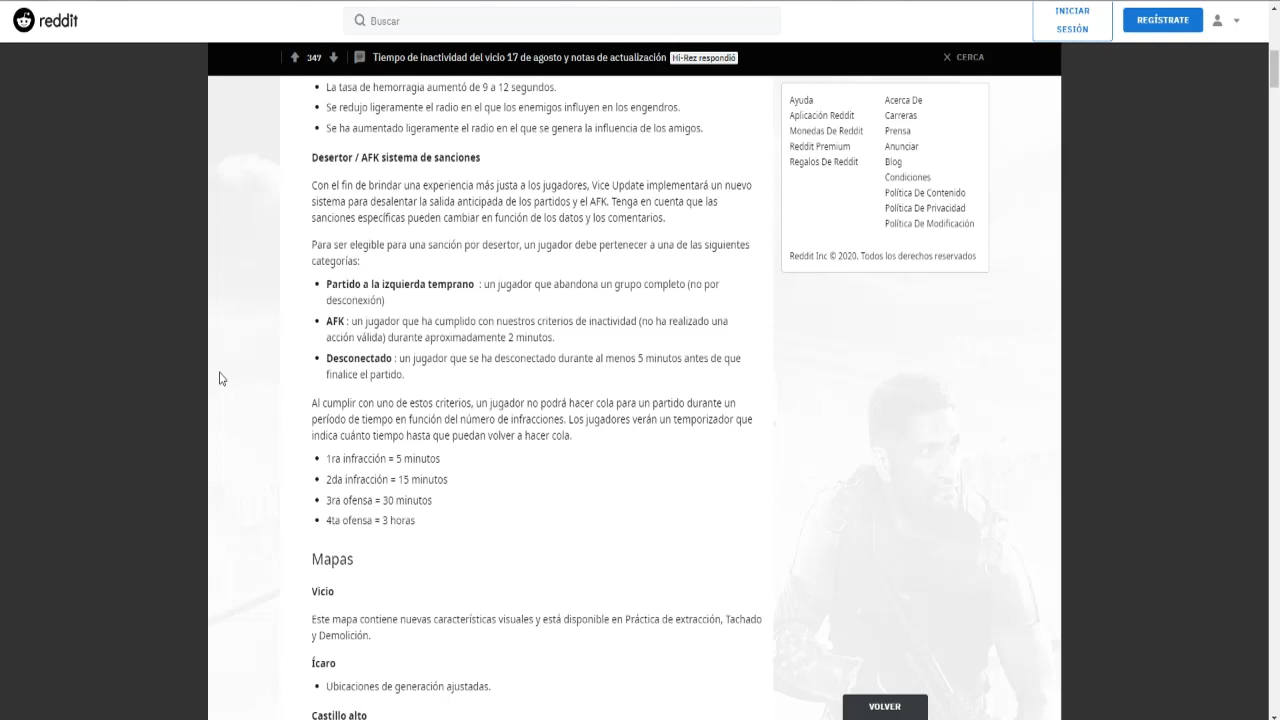 reddit
Buscar
INICIAR
SESIÓN
REGÍSTRATE
347
Tiempo de inactividad del vicio 17 de agosto y notas de actualización
Hi-Rez respondió
CERCA
La tasa de hemorragia aumentó de 9 a 12 segundos.
Se redujo ligeramente el radio en el que los enemigos influyen en los engendros.
Se ha aumentado ligeramente el radio en el que se genera la influencia de los amigos.
Desertor / AFK sistema de sanciones
Con el fin de brindar una experiencia más justa a los jugadores, Vice Update implementará un nuevo
sistema para desalentar la salida anticipada de los partidos y el AFK. Tenga en cuenta que las
sanciones específicas pueden cambiar en función de los datos y los comentarios.
Para ser elegible para una sanción por desertor, un jugador debe pertenecer a una de las siguientes
categorías:
Partido a la izquierda temprano : un jugador que abandona un grupo completo (no por
desconexión)
AFK : un jugador que ha cumplido con nuestros criterios de inactividad (no ha realizado una
acción válida) durante aproximadamente 2 minutos.
Desconectado : un jugador que se ha desconectado durante al menos 5 minutos antes de que
finalice el partido.
Al cumplir con uno de estos criterios, un jugador no podrá hacer cola para un partido durante un
período de tiempo en función del número de infracciones. Los jugadores verán un temporizador que
indica cuánto tiempo hasta que puedan volver a hacer cola.
1ra infracción = 5 minutos
2da infracción = 15 minutos
3ra ofensa = 30 minutos
4ta ofensa = 3 horas
Mapas
Vicio
Este mapa contiene nuevas características visuales y está disponible en Práctica de extracción, Tachado
y Demolición.
Ícaro
Ubicaciones de generación ajustadas.
Castillo alto
Ayuda
Aplicación Reddit
Monedas De Reddit
Reddit Premium
Regalos De Reddit
Acerca De
Carreras
Prensa
Anunciar
Blog
Condiciones
Política De Contenido
Política De Privacidad
Política De Modificación
Reddit Inc © 2020. Todos los derechos reservados
VOLVER